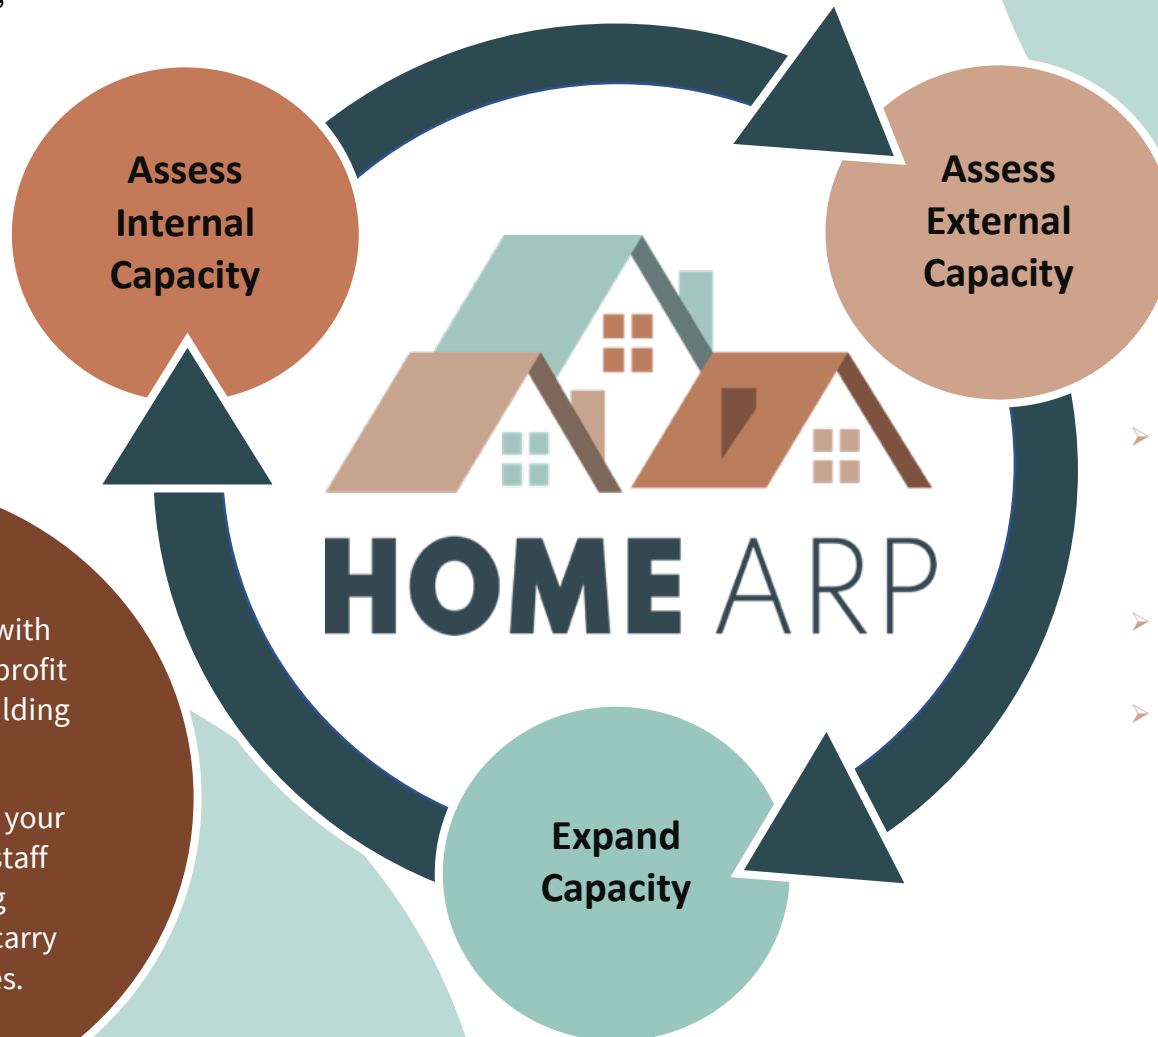 Assess
Internal
Capacity
Assess
External
Capacity
HOME ARP
with
profit
lding
your
staff
g
carry
es.
Expand
Capacity